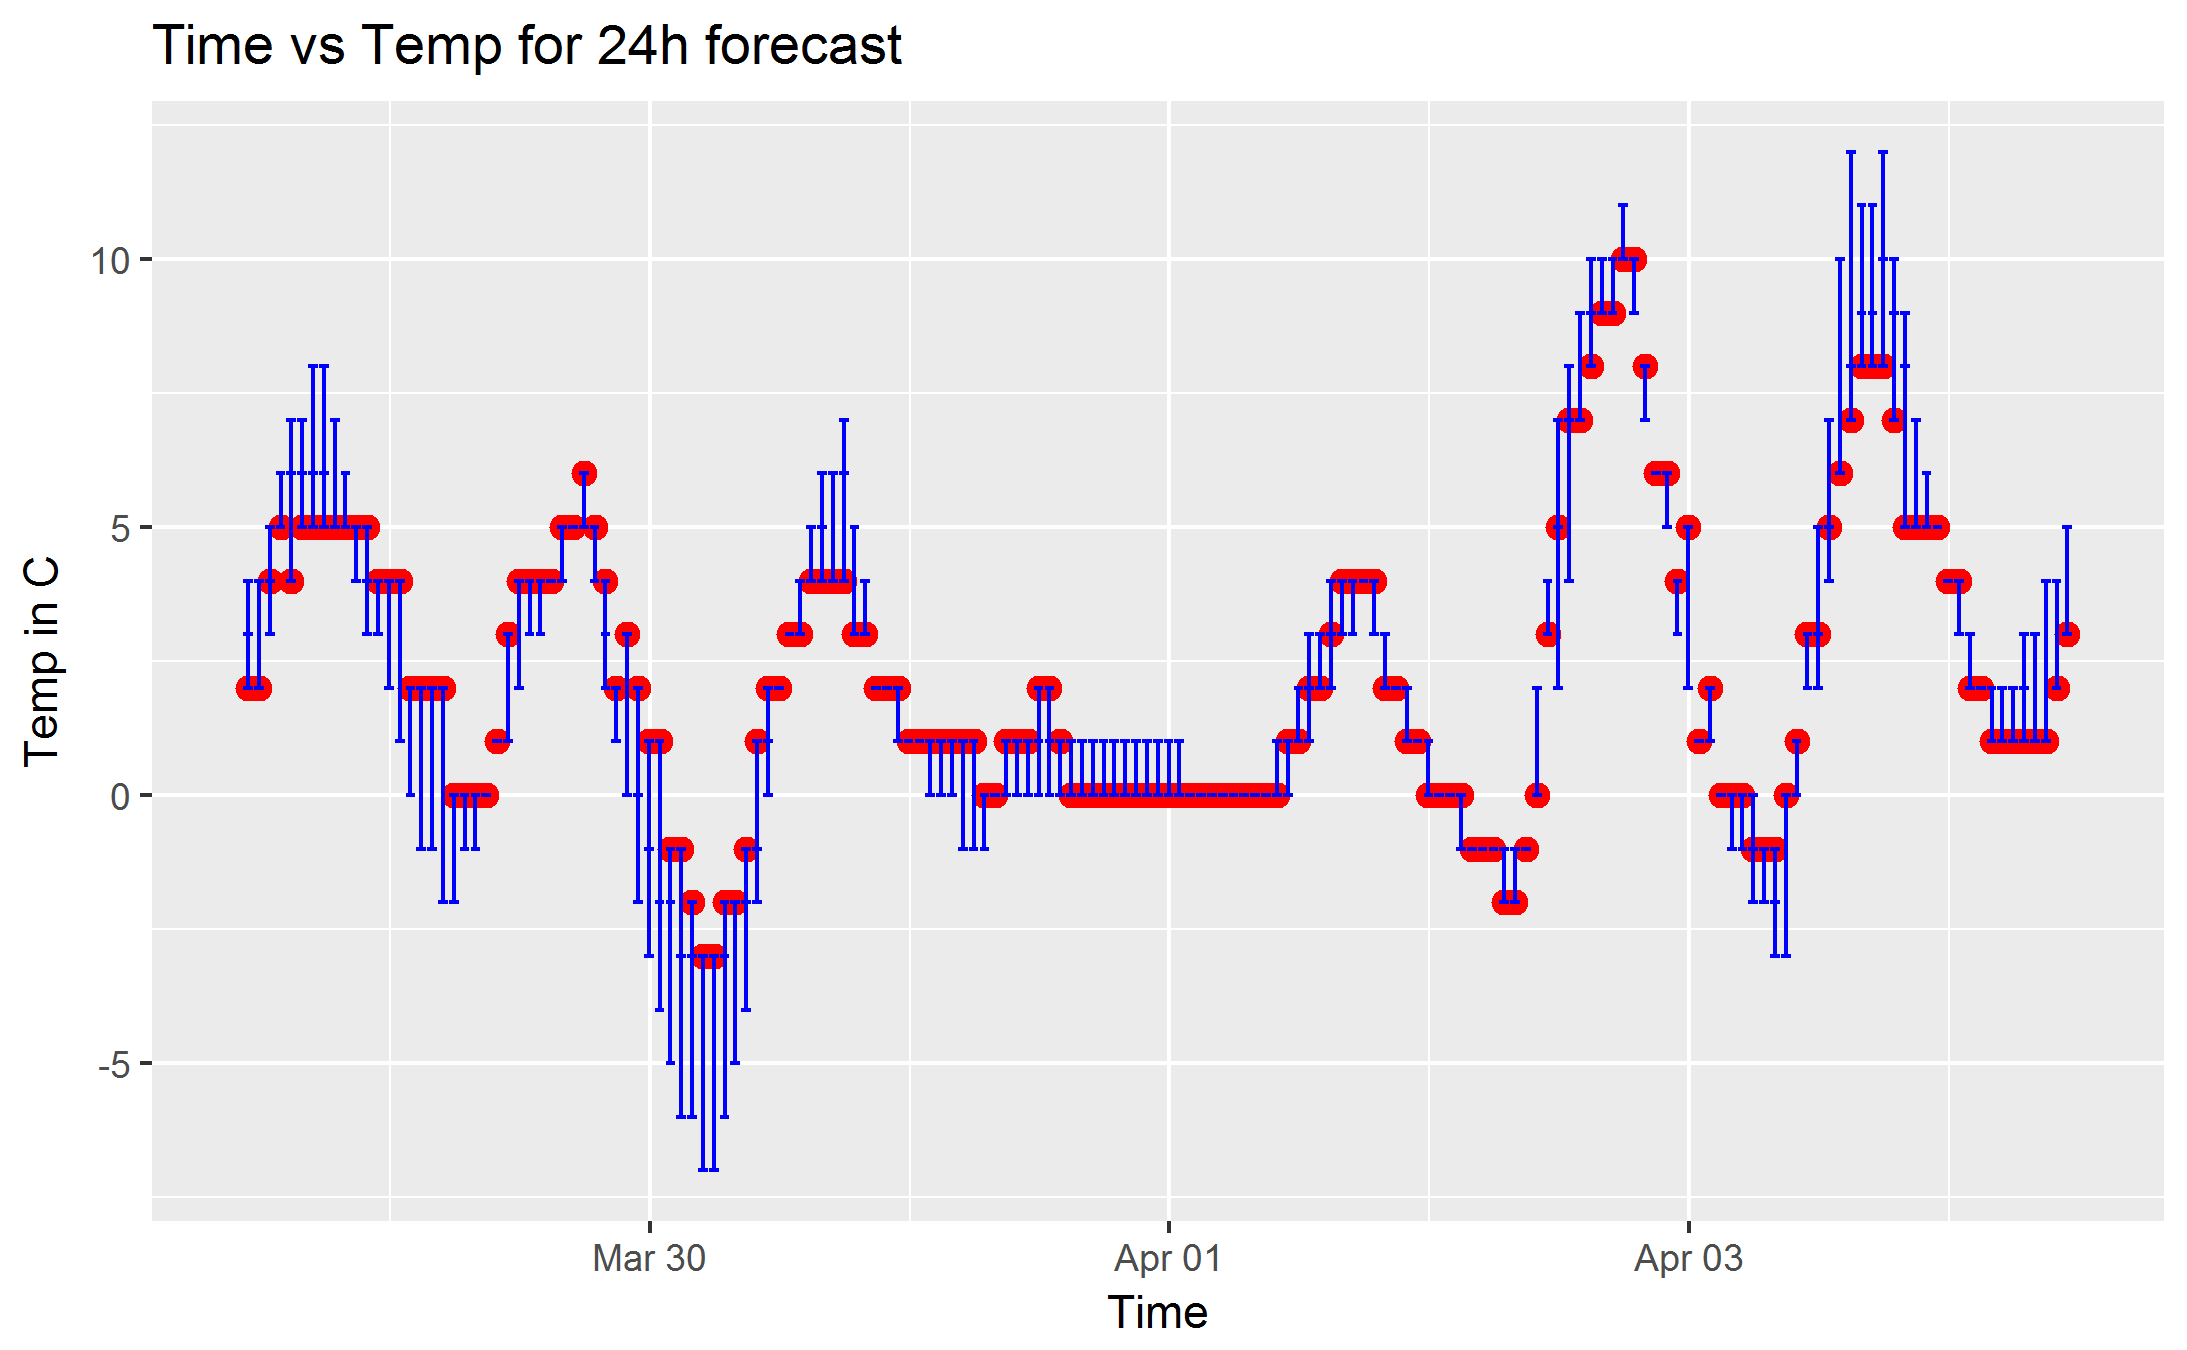 Time vs Temp for 24h forecast
Temp in C
10
5
0
-5
Mar 30
Apr 01
Apr 03
Time